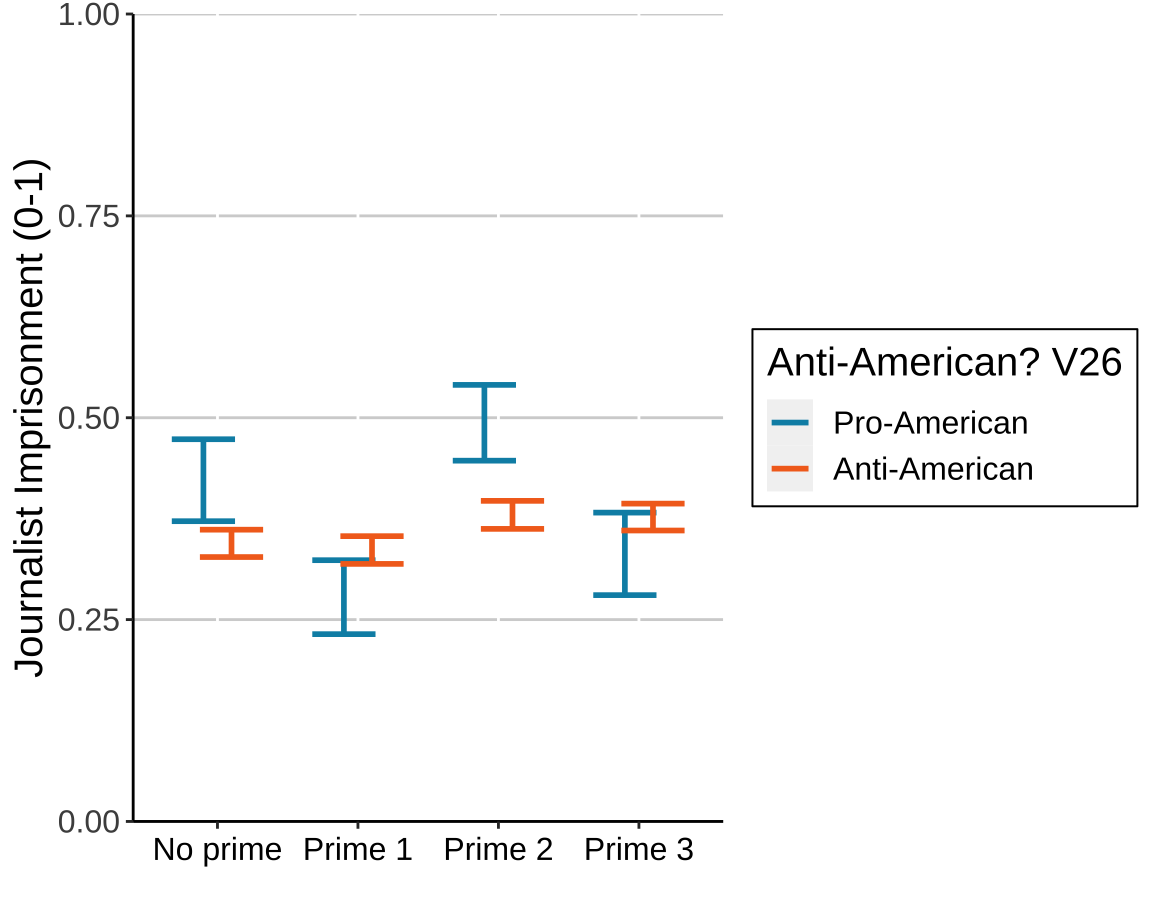 Journalist Imprisonment (0-1)
1.00
0.75
0.50
0.25
0.00
No prime Prime 1 Prime 2 Prime 3
Anti-American? V26
Pro-American
Anti-American